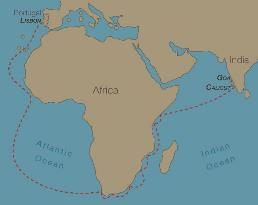 Portugal
LISBON
India
GOA
CALICUT
Africa
Atlantic
Ocean
Indian
Ocean